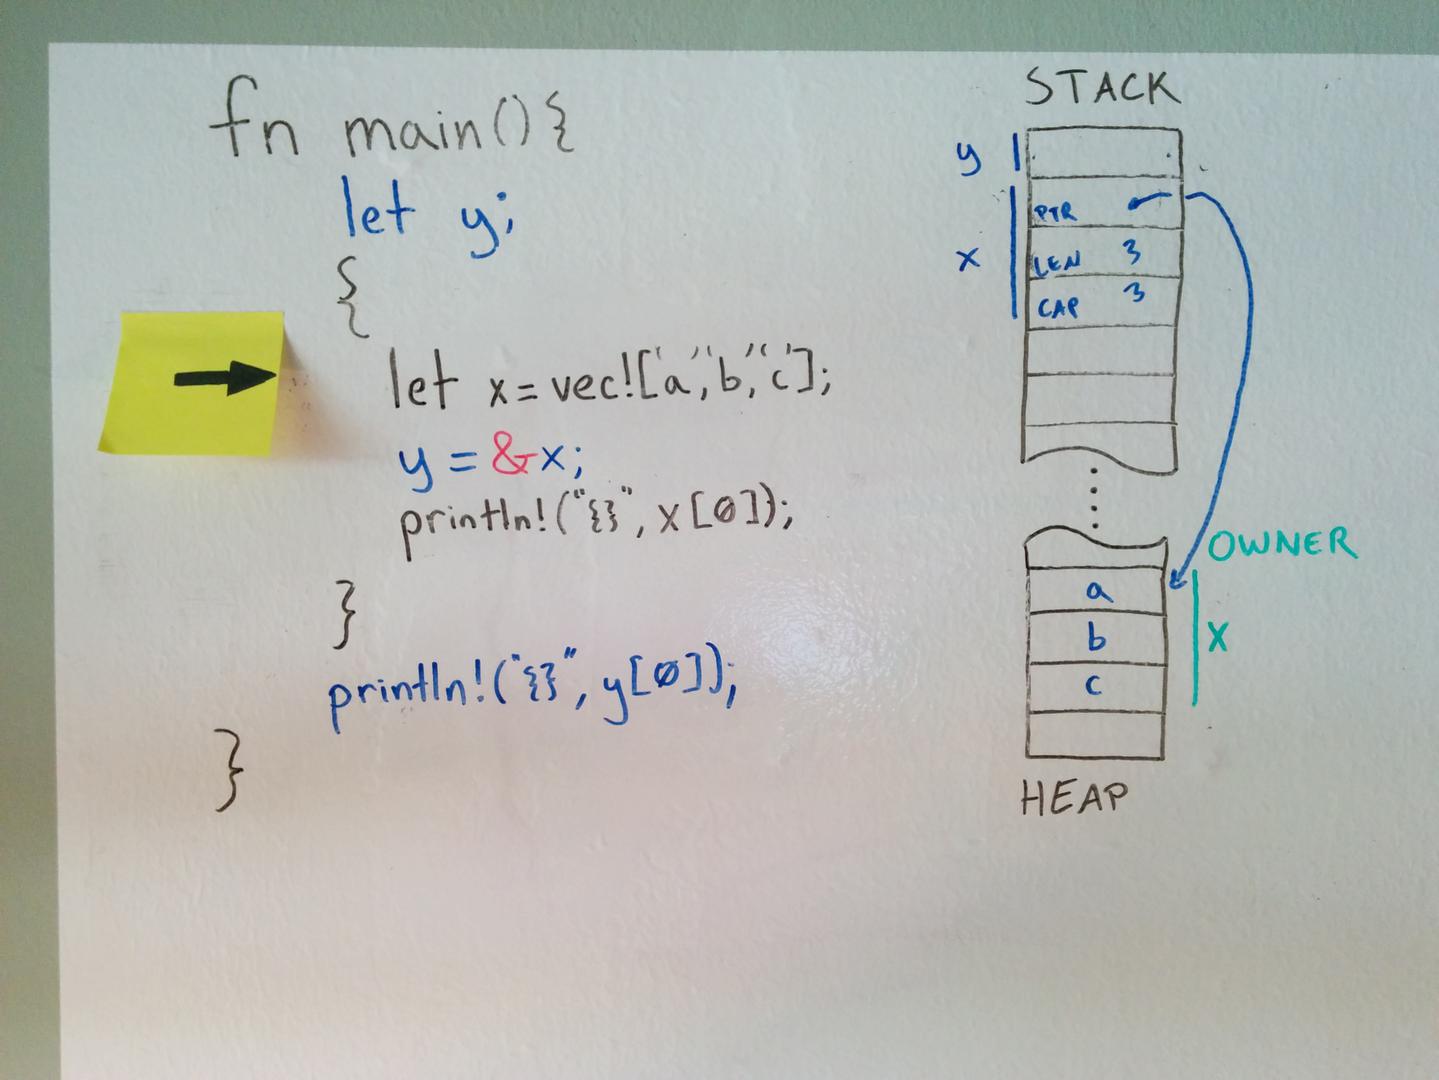 fn main(){
let y;
{
let x = vec!['a','b','c'];
y = &x;
println!("{}", x[0]);
}
println!("{}", y[0]);
}
STACK
y
PTR
x
LEN 3
CAP 3
OWNER
a
b
x
c
HEAP